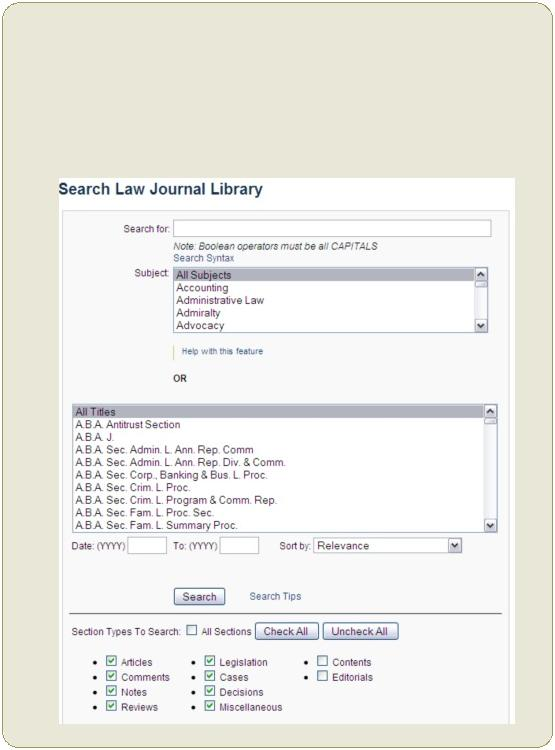 Search Law Journal Library
Search for:
Note: Boolean operators must be all CAPITALS
Search Syntax
Subject: All Subjects
Accounting
Administrative Law
Admiralty
Advocacy
Help with this feature
OR
All Titles
A.B.A. Antitrust Section
A.B.A. J.
A.B.A. Sec. Admin. L. Ann. Rep. Comm
A.B.A. Sec. Admin. L. Ann. Rep. Div. & Comm.
A.B.A. Sec. Corp., Banking & Bus. L. Proc.
A.B.A. Sec. Crim. L. Proc.
A.B.A. Sec. Crim. L. Program & Comm. Rep.
A.B.A. Sec. Fam. L. Proc. Sec.
A.B.A. Sec. Fam. L. Summary Proc.
Date: (YYYY) To: (YYYY) Sort by: Relevance
Search Search Tips
Section Types To Search: All Sections Check All Uncheck All
• Articles • Legislation • Contents
• Comments • Cases • Editorials
• Notes • Decisions
• Reviews • Miscellaneous